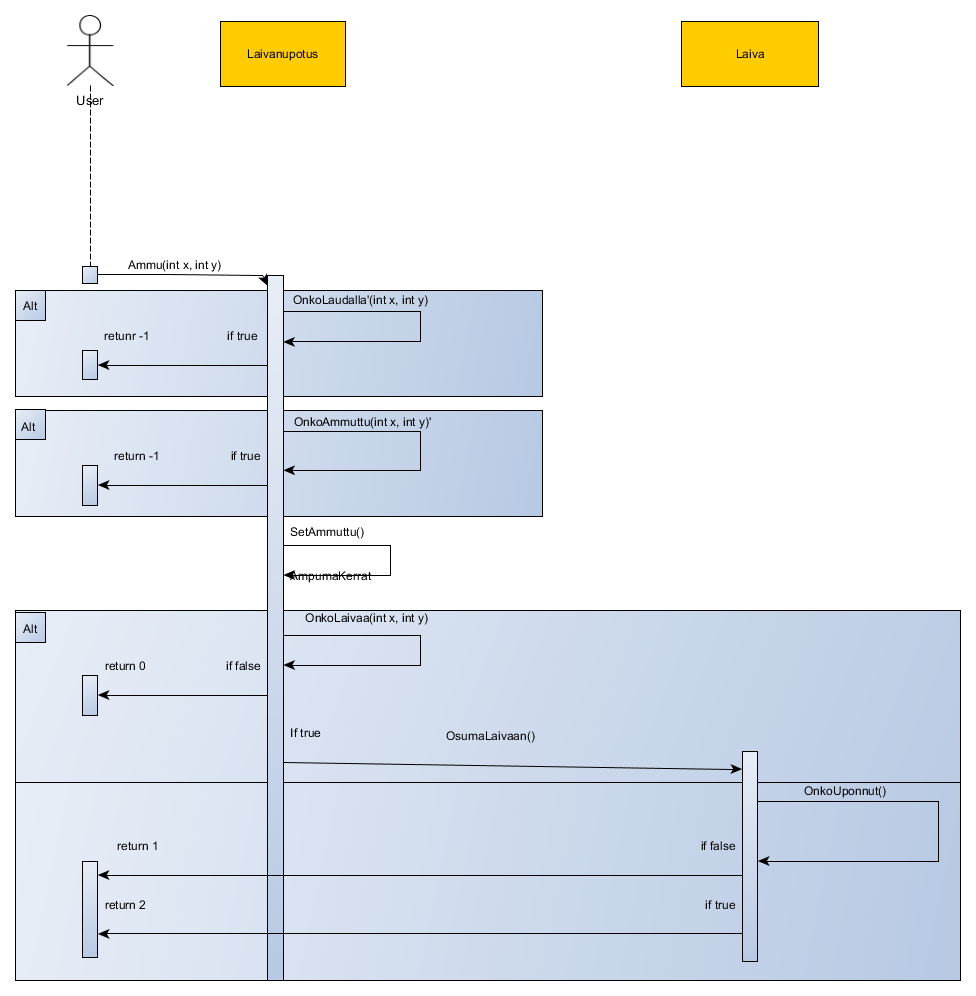 Laivanupotus
Laiva
User
Ammu(int x, int y)
Alt
OnkoLaudalla'(int x, int y)
retunr -1
if true
Alt
OnkoAmmuttu(int x, int y)'
return -1
if true
SetAmmuttu()
AmpumaKerrat
Alt
OnkoLaivaa(int x, int y)
return 0
if false
If true
OsumaLaivaan()
OnkoUponnut()
return 1
if false
return 2
if true